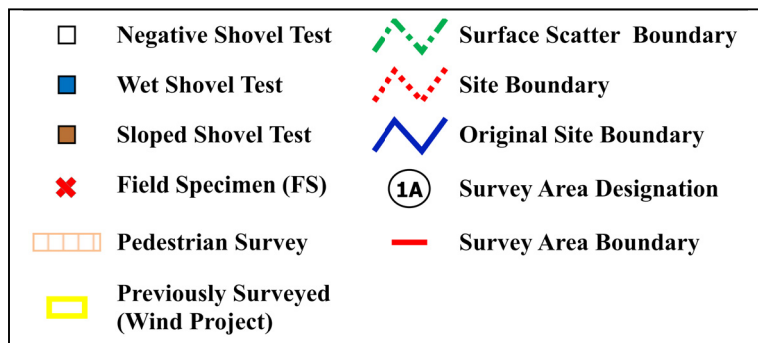 Negative Shovel Test
Wet Shovel Test
Sloped Shovel Test
Field Specimen (FS)
Pedestrian Survey
Previously Surveyed
(Wind Project)
Surface Scatter Boundary
Site Boundary
Original Site Boundary
1A Survey Area Designation
Survey Area Boundary